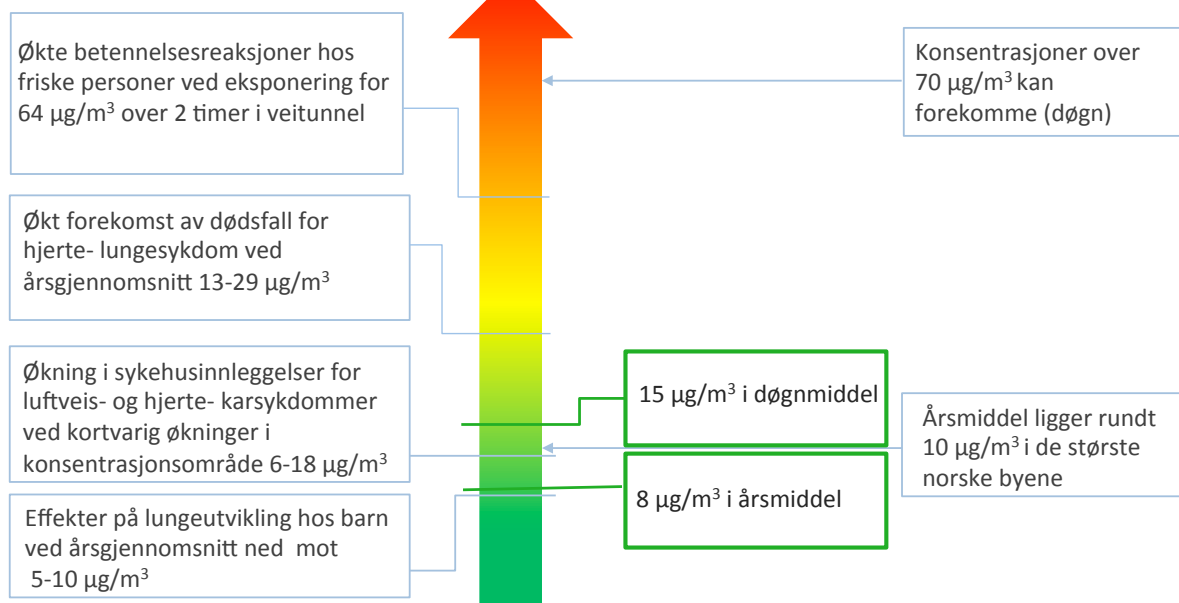 Økte betennelsesreaksjoner hos
friske personer ved eksponering for
64 µg/m³ over 2 timer i veitunnel
Økt forekomst av dødsfall for
hjerte- lungesykdom ved
årsgjennomsnitt 13-29 µg/m³
Økning i sykehusinnleggelser for
luftveis- og hjerte- karsykdommer
ved kortvarig økninger i
konsentrasjonsområde 6-18 µg/m³
Effekter på lungeutvikling hos barn
ved årsgjennomsnitt ned mot
5-10 µg/m³
Konsentrasjoner over
70 µg/m³ kan
forekomme (døgn)
15 µg/m³ i døgnmiddel
8 µg/m³ i årsmiddel
Årsmiddel ligger rundt
10 µg/m³ i de største
norske byene